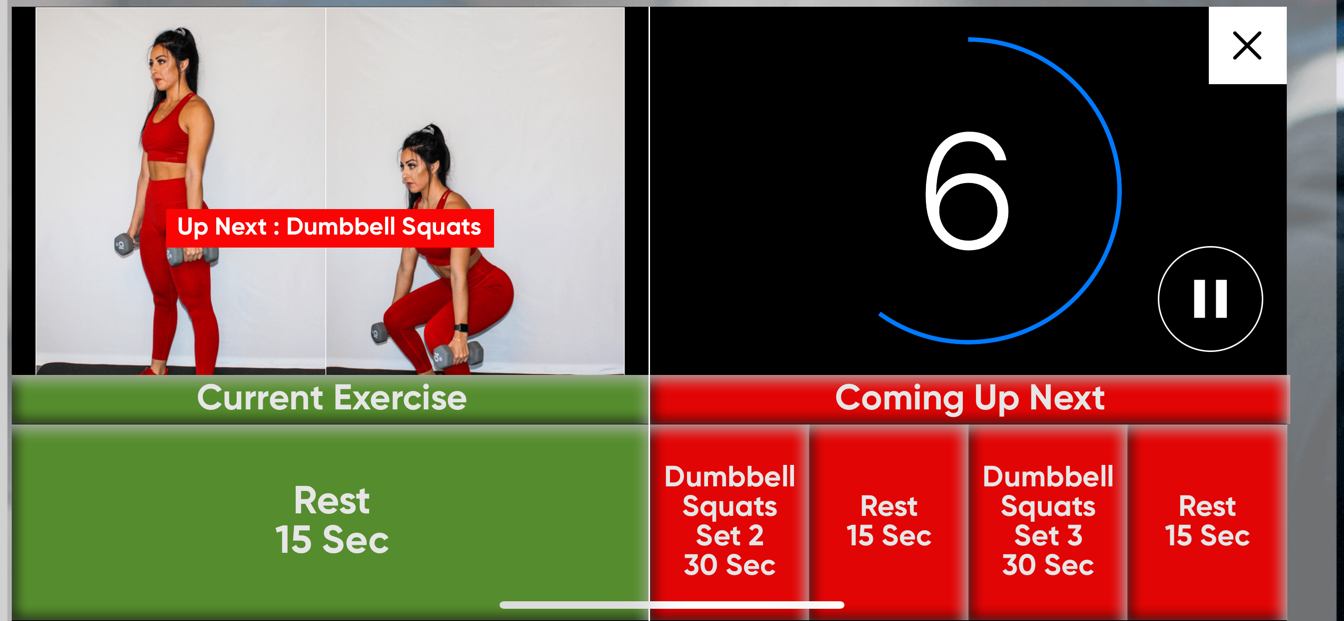 Up Next : Dumbbell Squats
6
Current Exercise
Coming Up Next
Rest
15 Sec
Dumbbell
Squats
Set 2
30 Sec
Rest
15 Sec
Dumbbell
Squats
Set 3
30 Sec
Rest
15 Sec